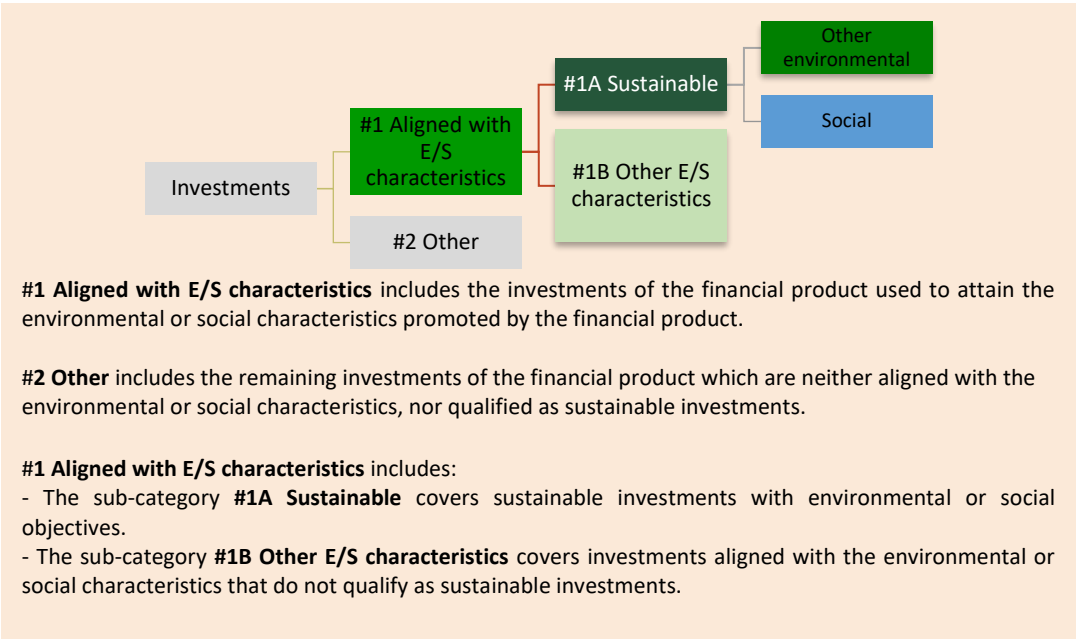 Other
environmental
#1A Sustainable
Social
#1 Aligned with
E/S
characteristics
#1B Other E/S
characteristics
Investments
#2 Other
#1 Aligned with E/S characteristics includes the investments of the financial product used to attain the
environmental or social characteristics promoted by the financial product.
#2 Other includes the remaining investments of the financial product which are neither aligned with the
environmental or social characteristics, nor qualified as sustainable investments.
#1 Aligned with E/S characteristics includes:
- The sub-category #1A Sustainable covers sustainable investments with environmental or social
objectives.
- The sub-category #1B Other E/S characteristics covers investments aligned with the environmental or
social characteristics that do not qualify as sustainable investments.